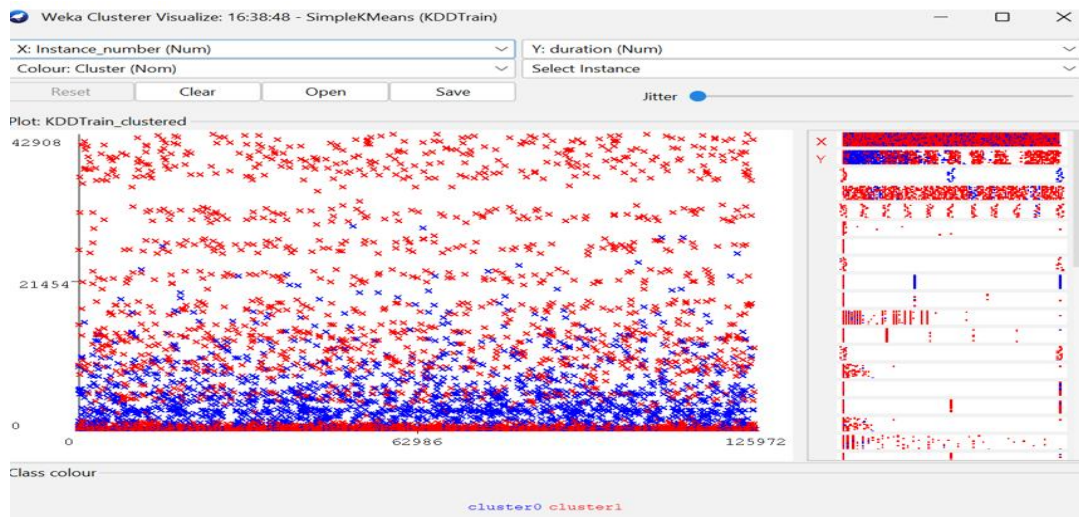 Weka Clusterer Visualize: 16:38:48 - SimpleKMeans (KDDTrain)
X: Instance_number (Num) Y: duration (Num)
Colour: Cluster (Nom) Select Instance
Reset Clear Open Save Jitter
Plot: KDDTrain_clustered
42908
21454
0
0 62986 125972
X
Y
Class colour
cluster0 cluster1